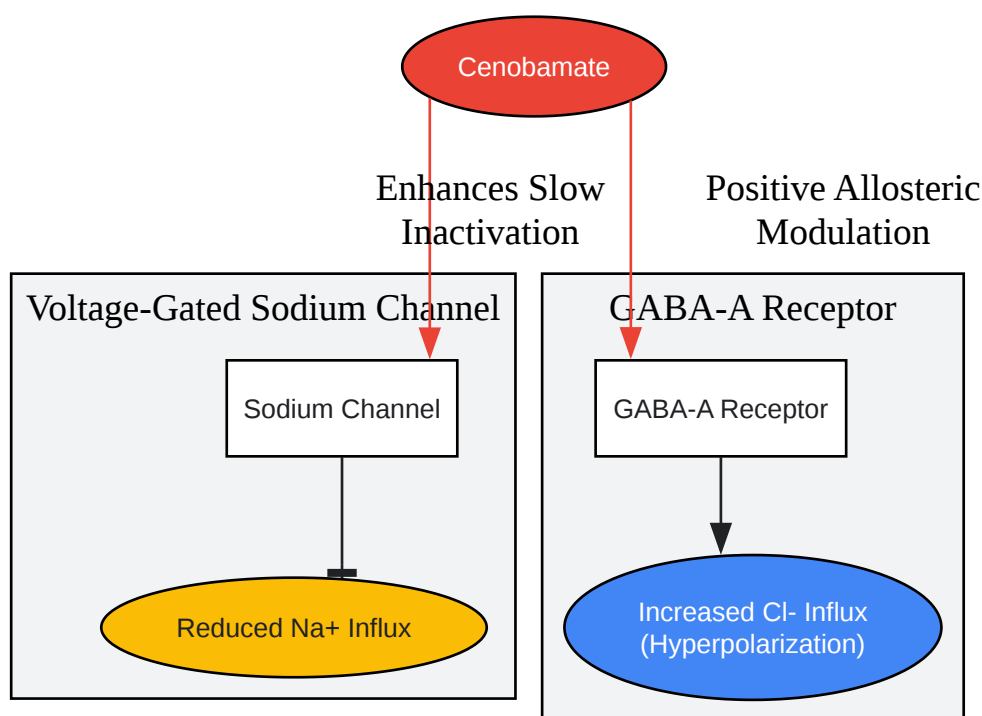 Cenobamate
Enhances Slow
Inactivation
Positive Allosteric
Modulation
Voltage-Gated Sodium Channel
GABA-A Receptor
Sodium Channel
GABA-A Receptor
Reduced Na+ Influx
Increased Cl- Influx
(Hyperpolarization)